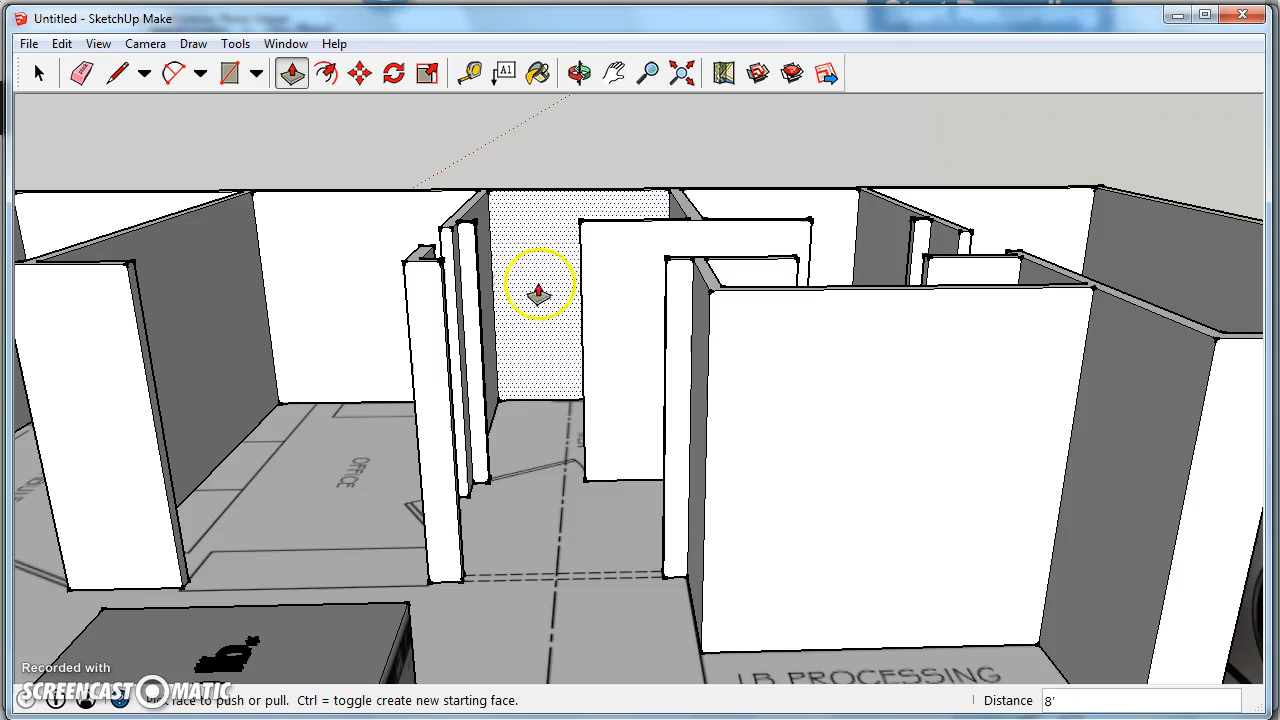 Untitled - SketchUp Make
File Edit View Camera Draw Tools Window Help
A1
OFFICE
LB PROCESSING
Recorded with
SCREENCAST-O-MATIC
face to push or pull. Ctrl = toggle create new starting face.
Distance 8'